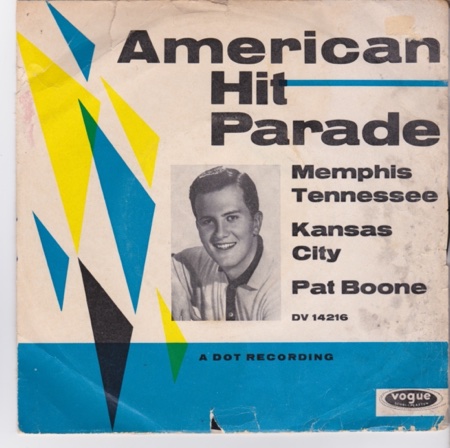 American
Hit
Parade
Memphis
Tennessee
Kansas
City
Pat Boone
DV 14216
A DOT RECORDING
vogue